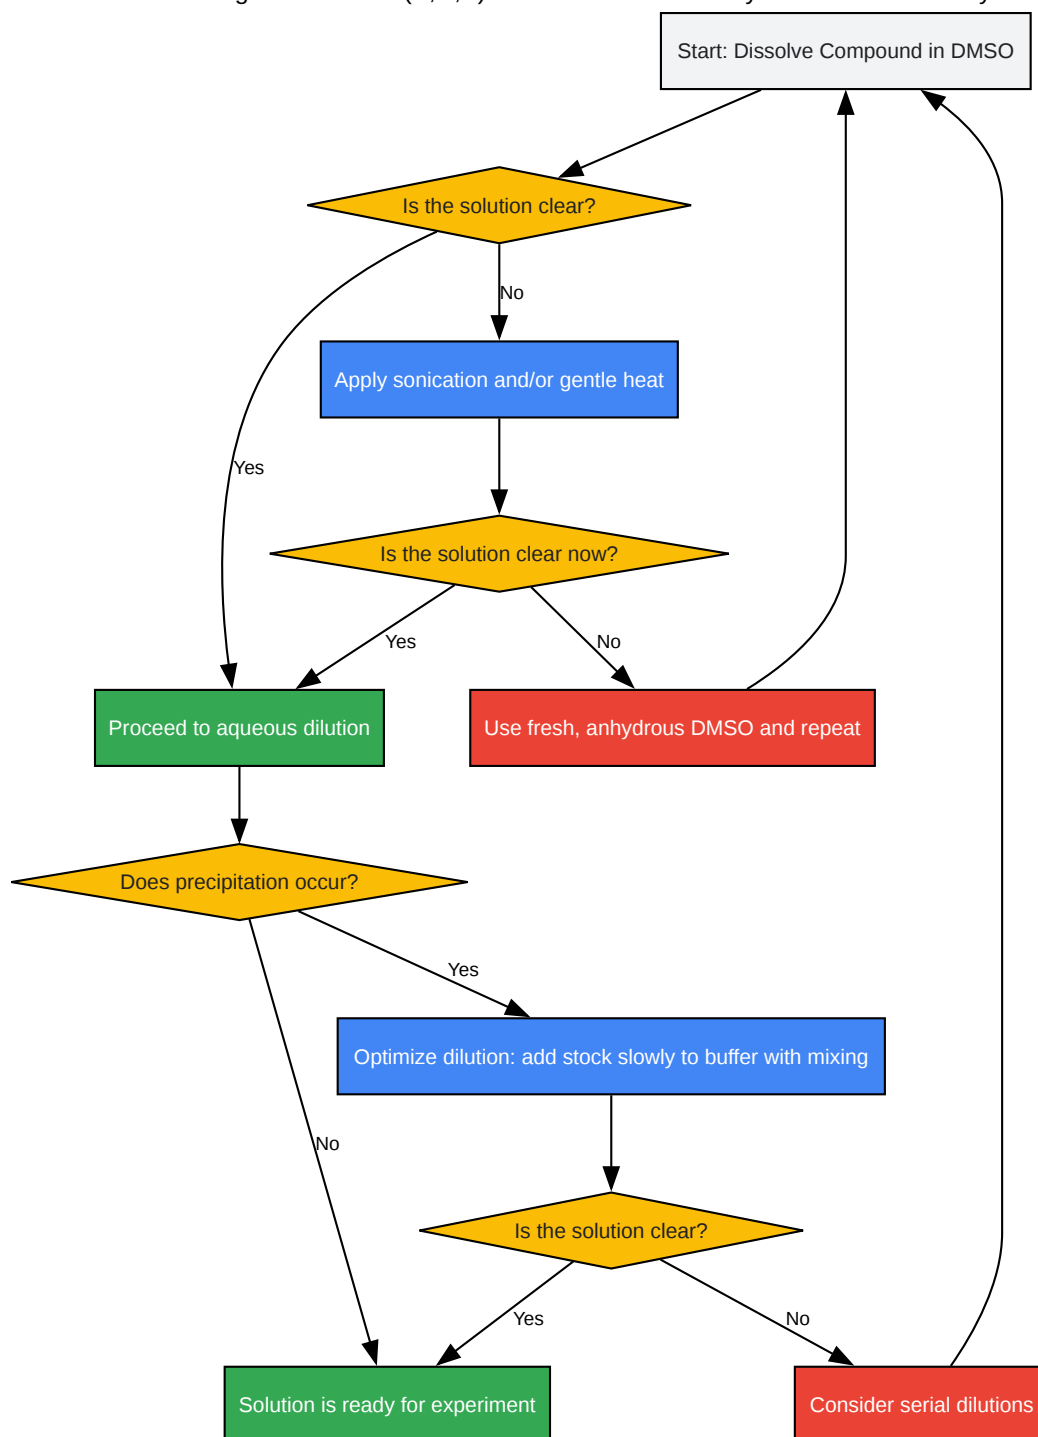 Start: Dissolve Compound in DMSO
Is the solution clear?
No
Apply sonication and/or gentle heat
Yes
Is the solution clear now?
Yes
No
Proceed to aqueous dilution
Use fresh, anhydrous DMSO and repeat
Does precipitation occur?
Yes
Optimize dilution: add stock slowly to buffer with mixing
No
Is the solution clear?
Yes
No
Solution is ready for experiment
Consider serial dilutions